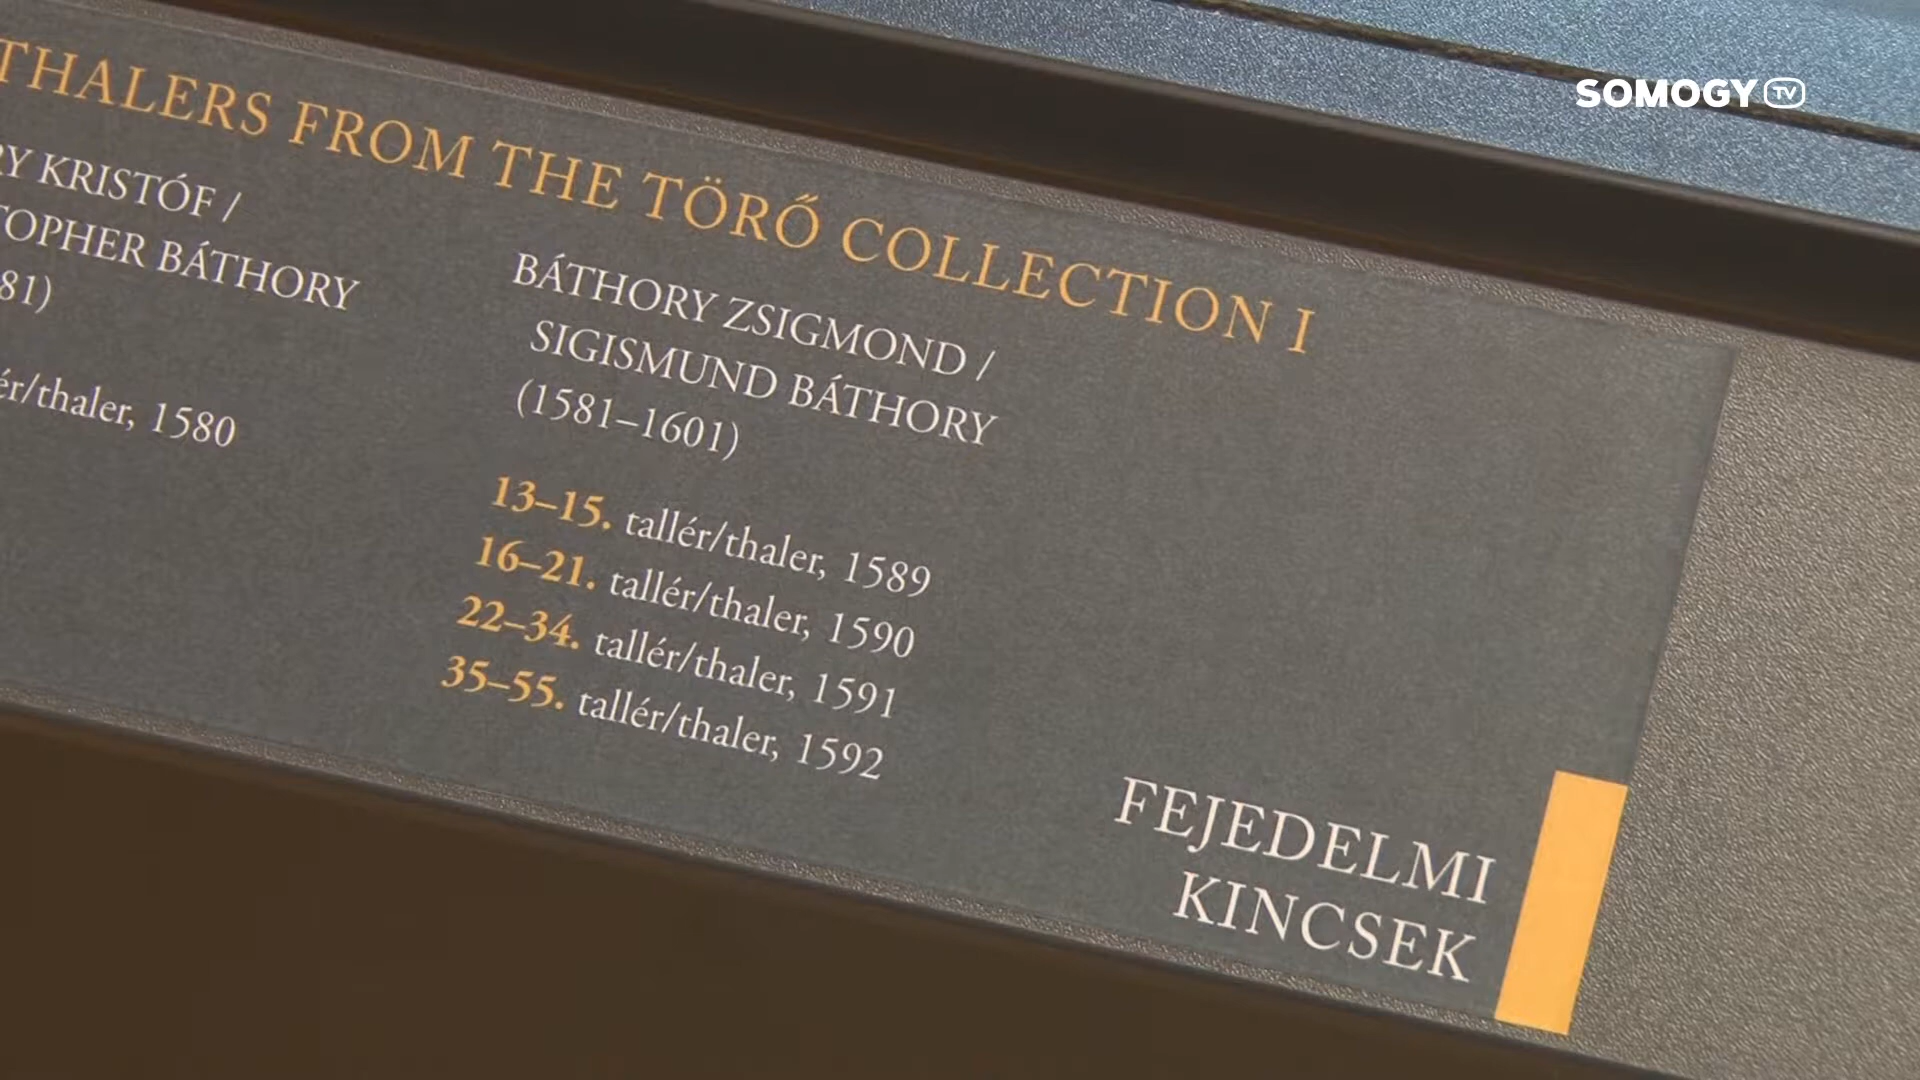 SOMOGY TV
THALERS FROM THE TÖRŐ COLLECTION I
KRISTÓF /
BÁTHORY
81)
tallér/thaler, 1580
BÁTHORY ZSIGMOND /
SIGISMUND BÁTHORY
(1581–1601)
13–15. tallér/thaler, 1589
16–21. tallér/thaler, 1590
22–34. tallér/thaler, 1591
35–55. tallér/thaler, 1592
FEJEDELMI
KINCSEK